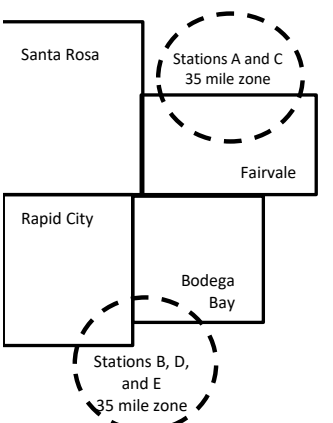 Santa Rosa
Stations A and C
35 mile zone
Fairvale
Rapid City
Bodega
Bay
Stations B, D,
and E
35 mile zone